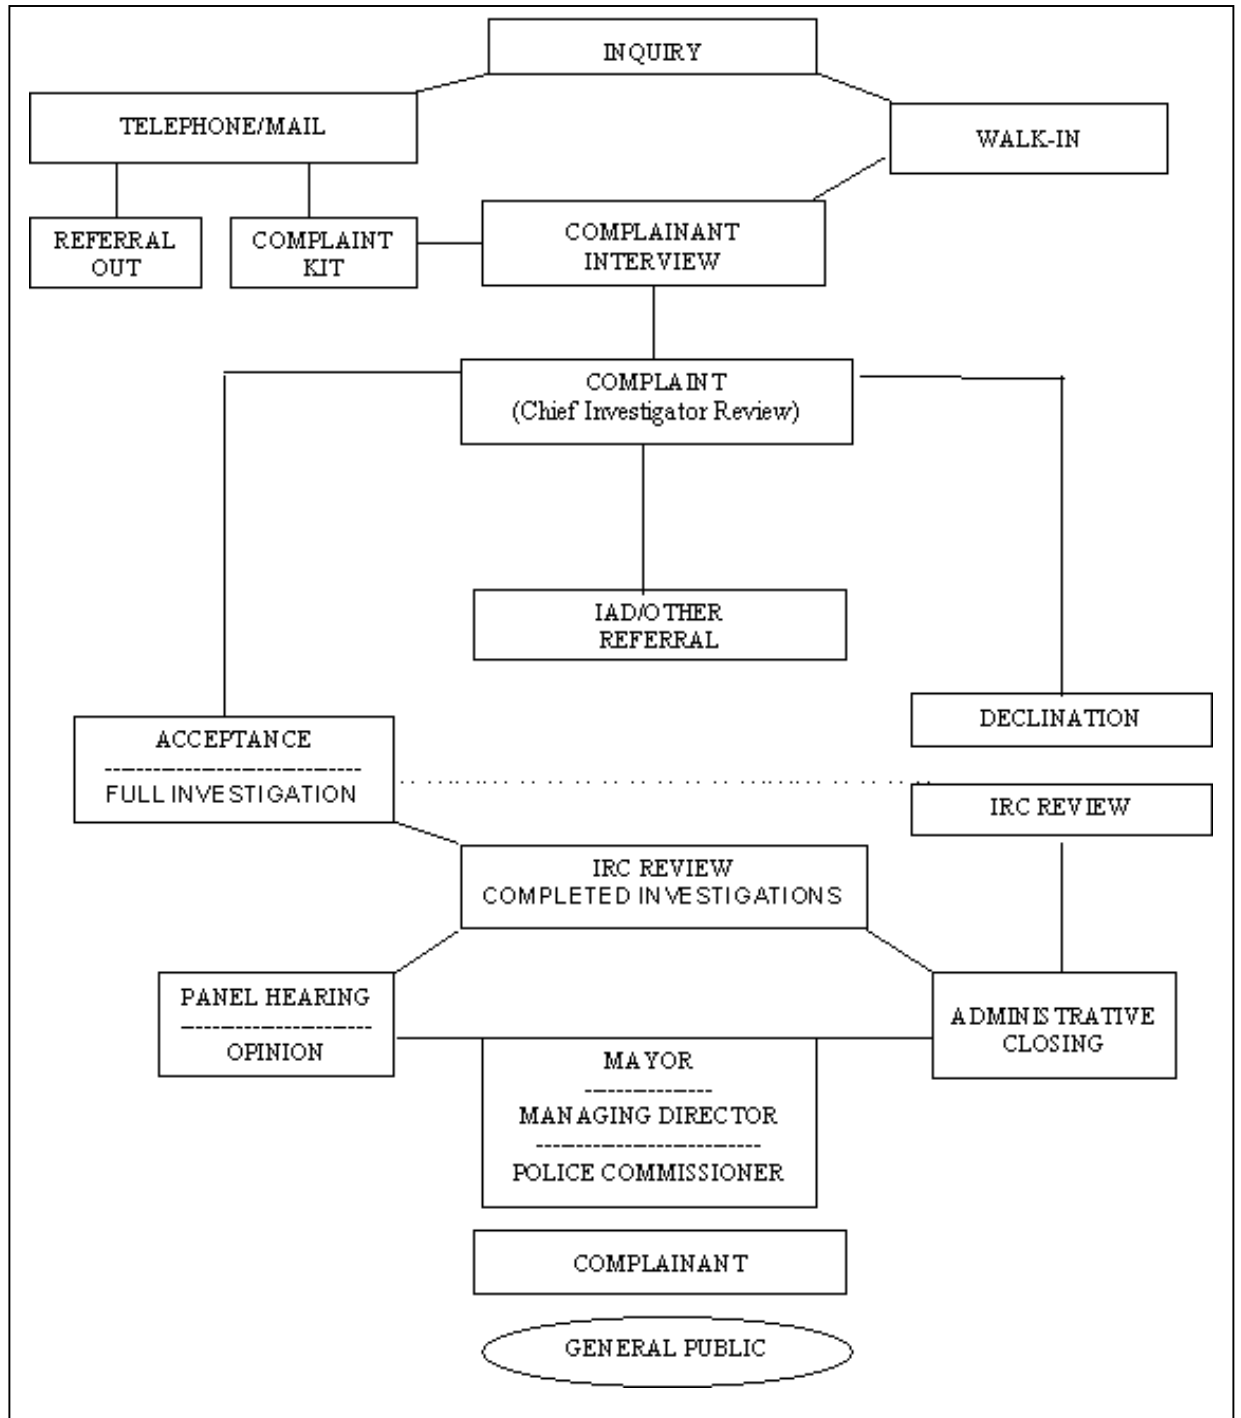 INQUIRY
TELEPHONE/MAIL
WALK-IN
REFERRAL
OUT
COMPLAINT
KIT
COMPLAINANT
INTERVIEW
COMPLAINT
(Chief Investigator Review)
IAD/OTHER
REFERRAL
DECLINATION
ACCEPTANCE
FULL INVESTIGATION
IRC REVIEW
IRC REVIEW
COMPLETED INVESTIGATIONS
PANEL HEARING
OPINION
ADMINISTRATIVE
CLOSING
MAYOR
MANAGING DIRECTOR
POLICE COMMISSIONER
COMPLAINANT
GENERAL PUBLIC